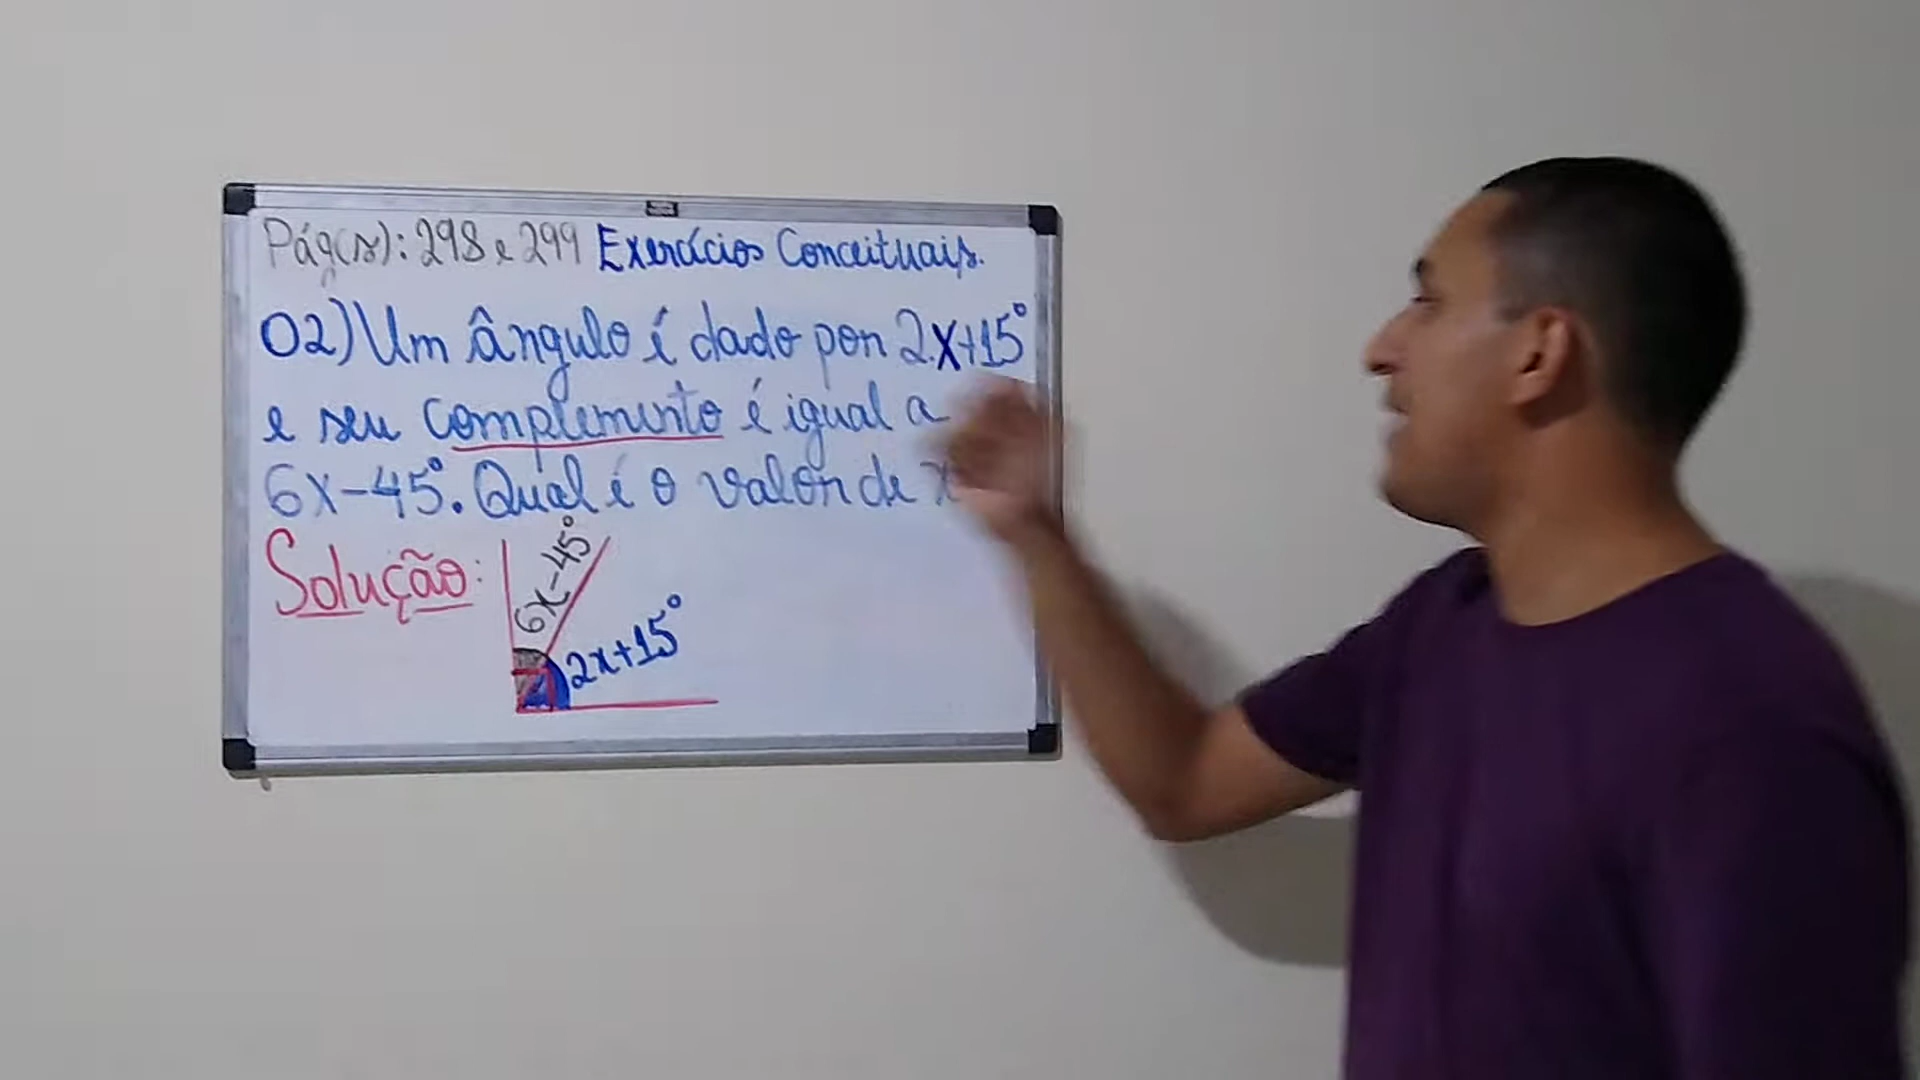 Pág(s): 298 e 299 Exercícios Conceituais.
02) Um ângulo é dado por 2.x+15°
e seu complemento é igual a
6x-45°. Qual é o valor de x
Solução:
6x-45°
2x+15°